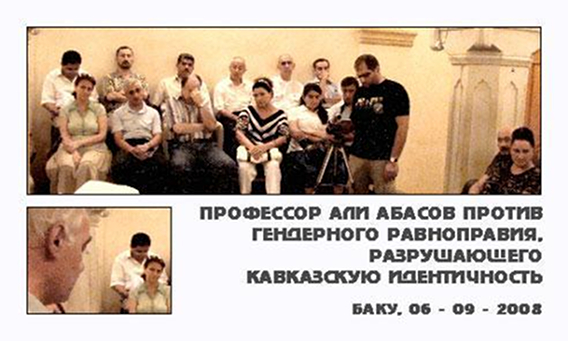 ПРОФЕССОР АЛИ АБАСОВ ПРОТИВ
ГЕНДЕРНОГО РАВНОПРАВИЯ,
РАЗРУШАЮЩЕГО
КАВКАЗСКУЮ ИДЕНТИЧНОСТЬ
БАКУ, 06 - 09 - 2008